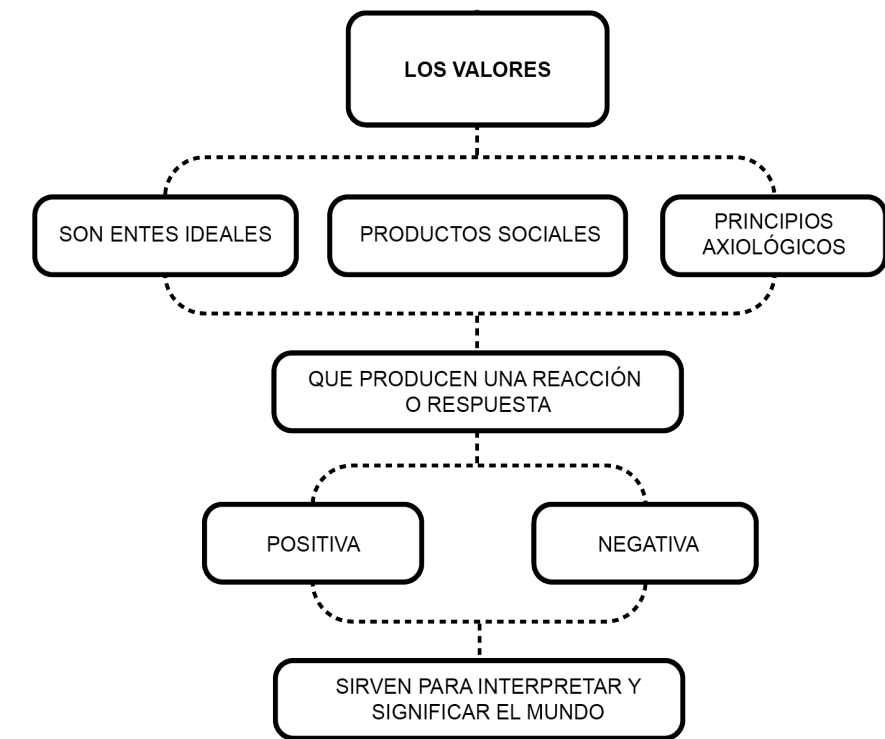 LOS VALORES
SON ENTES IDEALES
PRODUCTOS SOCIALES
PRINCIPIOS
AXIOLÓGICOS
QUE PRODUCEN UNA REACCIÓN
O RESPUESTA
POSITIVA
NEGATIVA
SIRVEN PARA INTERPRETAR Y
SIGNIFICAR EL MUNDO